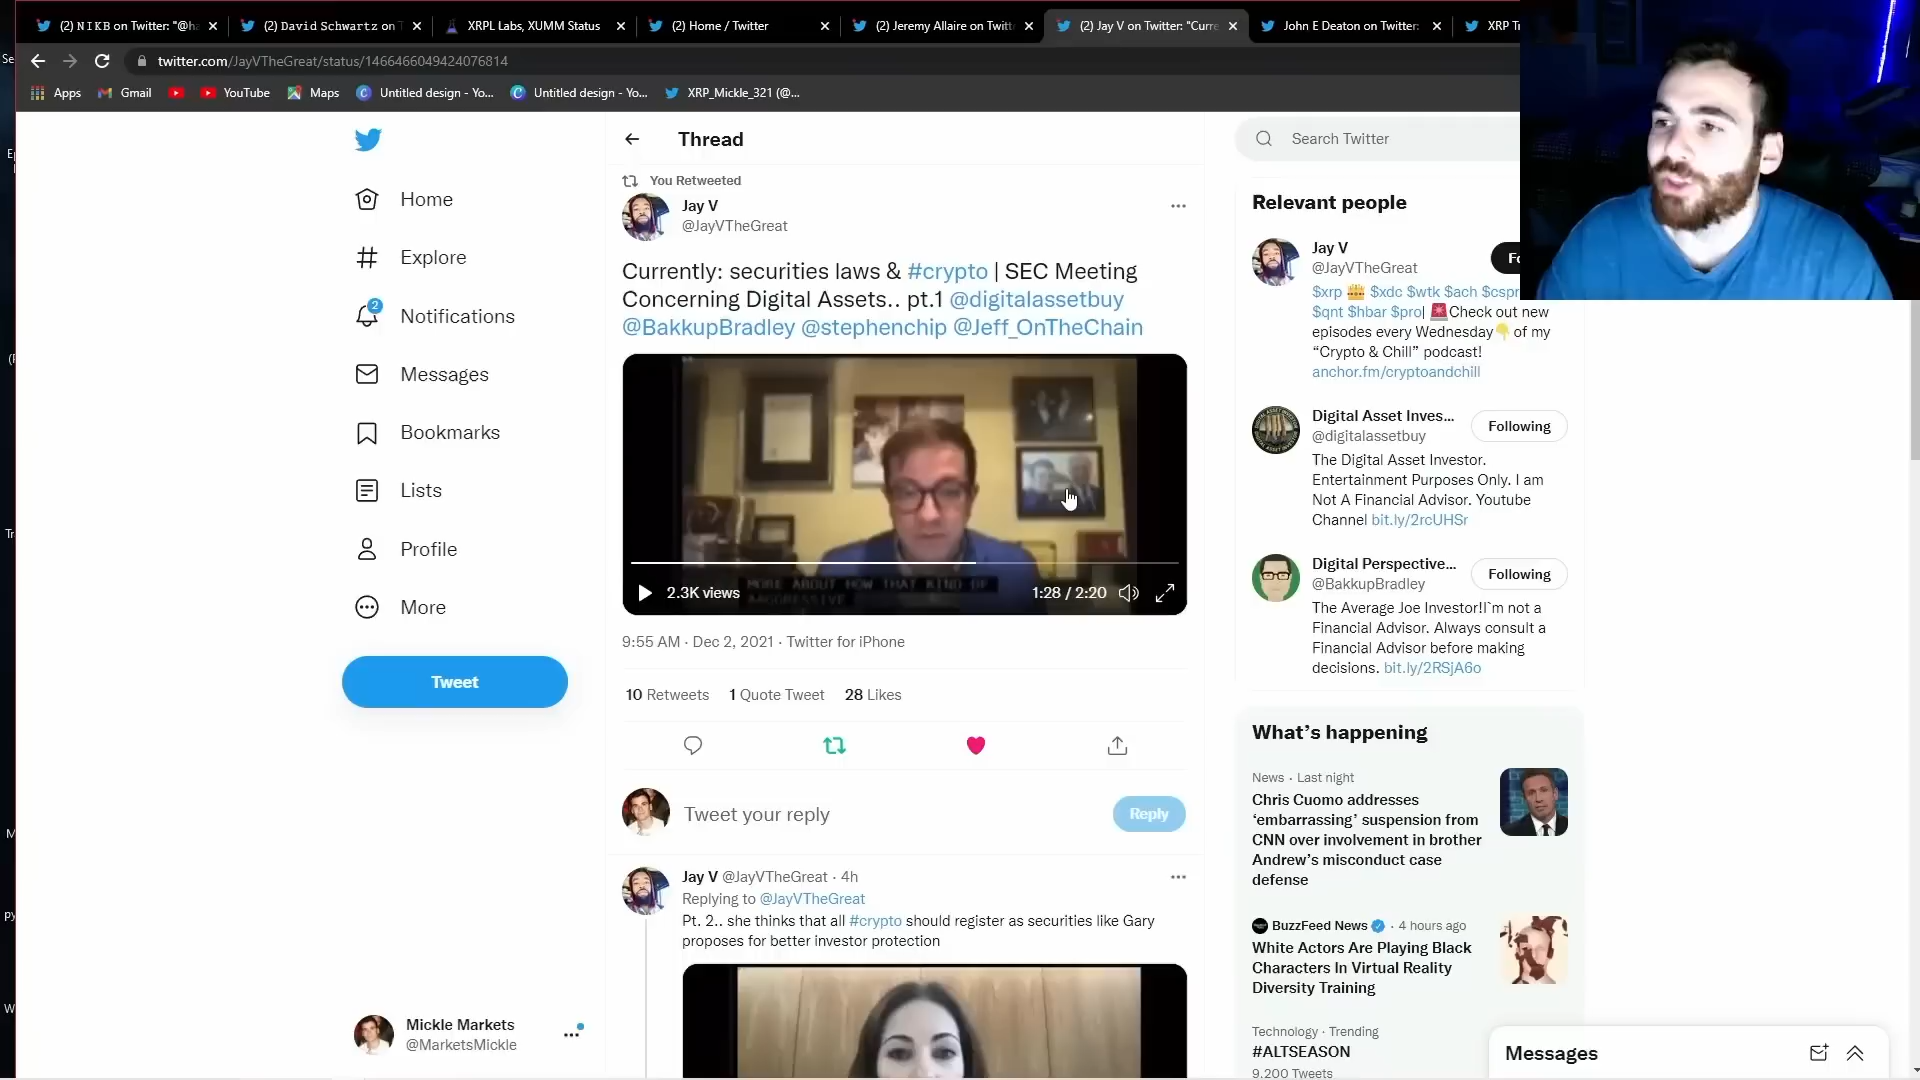 (2) N I K B on Twitter: "@ha
(2) David Schwartz on T
XRPL Labs, XUMM Status
(2) Home / Twitter
(2) Jeremy Allaire on Twitt
(2) Jay V on Twitter: "Curre
John E Deaton on Twitter:
XRP Tr
twitter.com/JayVTheGreat/status/1466466049424076814
Apps
Gmail
YouTube
Maps
Untitled design - Yo...
Untitled design - Yo...
XRP_Mickle_321 (@...
Home
Explore
2
Notifications
Messages
Bookmarks
Lists
Profile
More
Tweet
Mickle Markets
@MarketsMickle
Thread
You Retweeted
Jay V
@JayVTheGreat
Currently: securities laws & #crypto | SEC Meeting
Concerning Digital Assets.. pt.1 @digitalassetbuy
@BakkupBradley @stephenchip @Jeff_OnTheChain
MORE ABOUT HOW THAT KIND OF
AGGRESSIVE
2.3K views
1:28 / 2:20
9:55 AM · Dec 2, 2021 · Twitter for iPhone
10 Retweets 1 Quote Tweet 28 Likes
Tweet your reply
Reply
Jay V @JayVTheGreat · 4h
Replying to @JayVTheGreat
Pt. 2.. she thinks that all #crypto should register as securities like Gary
proposes for better investor protection
Search Twitter
Relevant people
Jay V
@JayVTheGreat
Fo
$xrp $xdc $wtk $ach $cspr
$qnt $hbar $pro| Check out new
episodes every Wednesday of my
“Crypto & Chill” podcast!
anchor.fm/cryptoandchill
Digital Asset Inves...
@digitalassetbuy
Following
The Digital Asset Investor.
Entertainment Purposes Only. I am
Not A Financial Advisor. Youtube
Channel bit.ly/2rcUHSr
Digital Perspective...
@BakkupBradley
Following
The Average Joe Investor!I`m not a
Financial Advisor. Always consult a
Financial Advisor before making
decisions. bit.ly/2RSjA6o
What’s happening
News · Last night
Chris Cuomo addresses
‘embarrassing’ suspension from
CNN over involvement in brother
Andrew’s misconduct case
defense
BuzzFeed News · 4 hours ago
White Actors Are Playing Black
Characters In Virtual Reality
Diversity Training
Technology · Trending
#ALTSEASON
9,200 Tweets
Messages